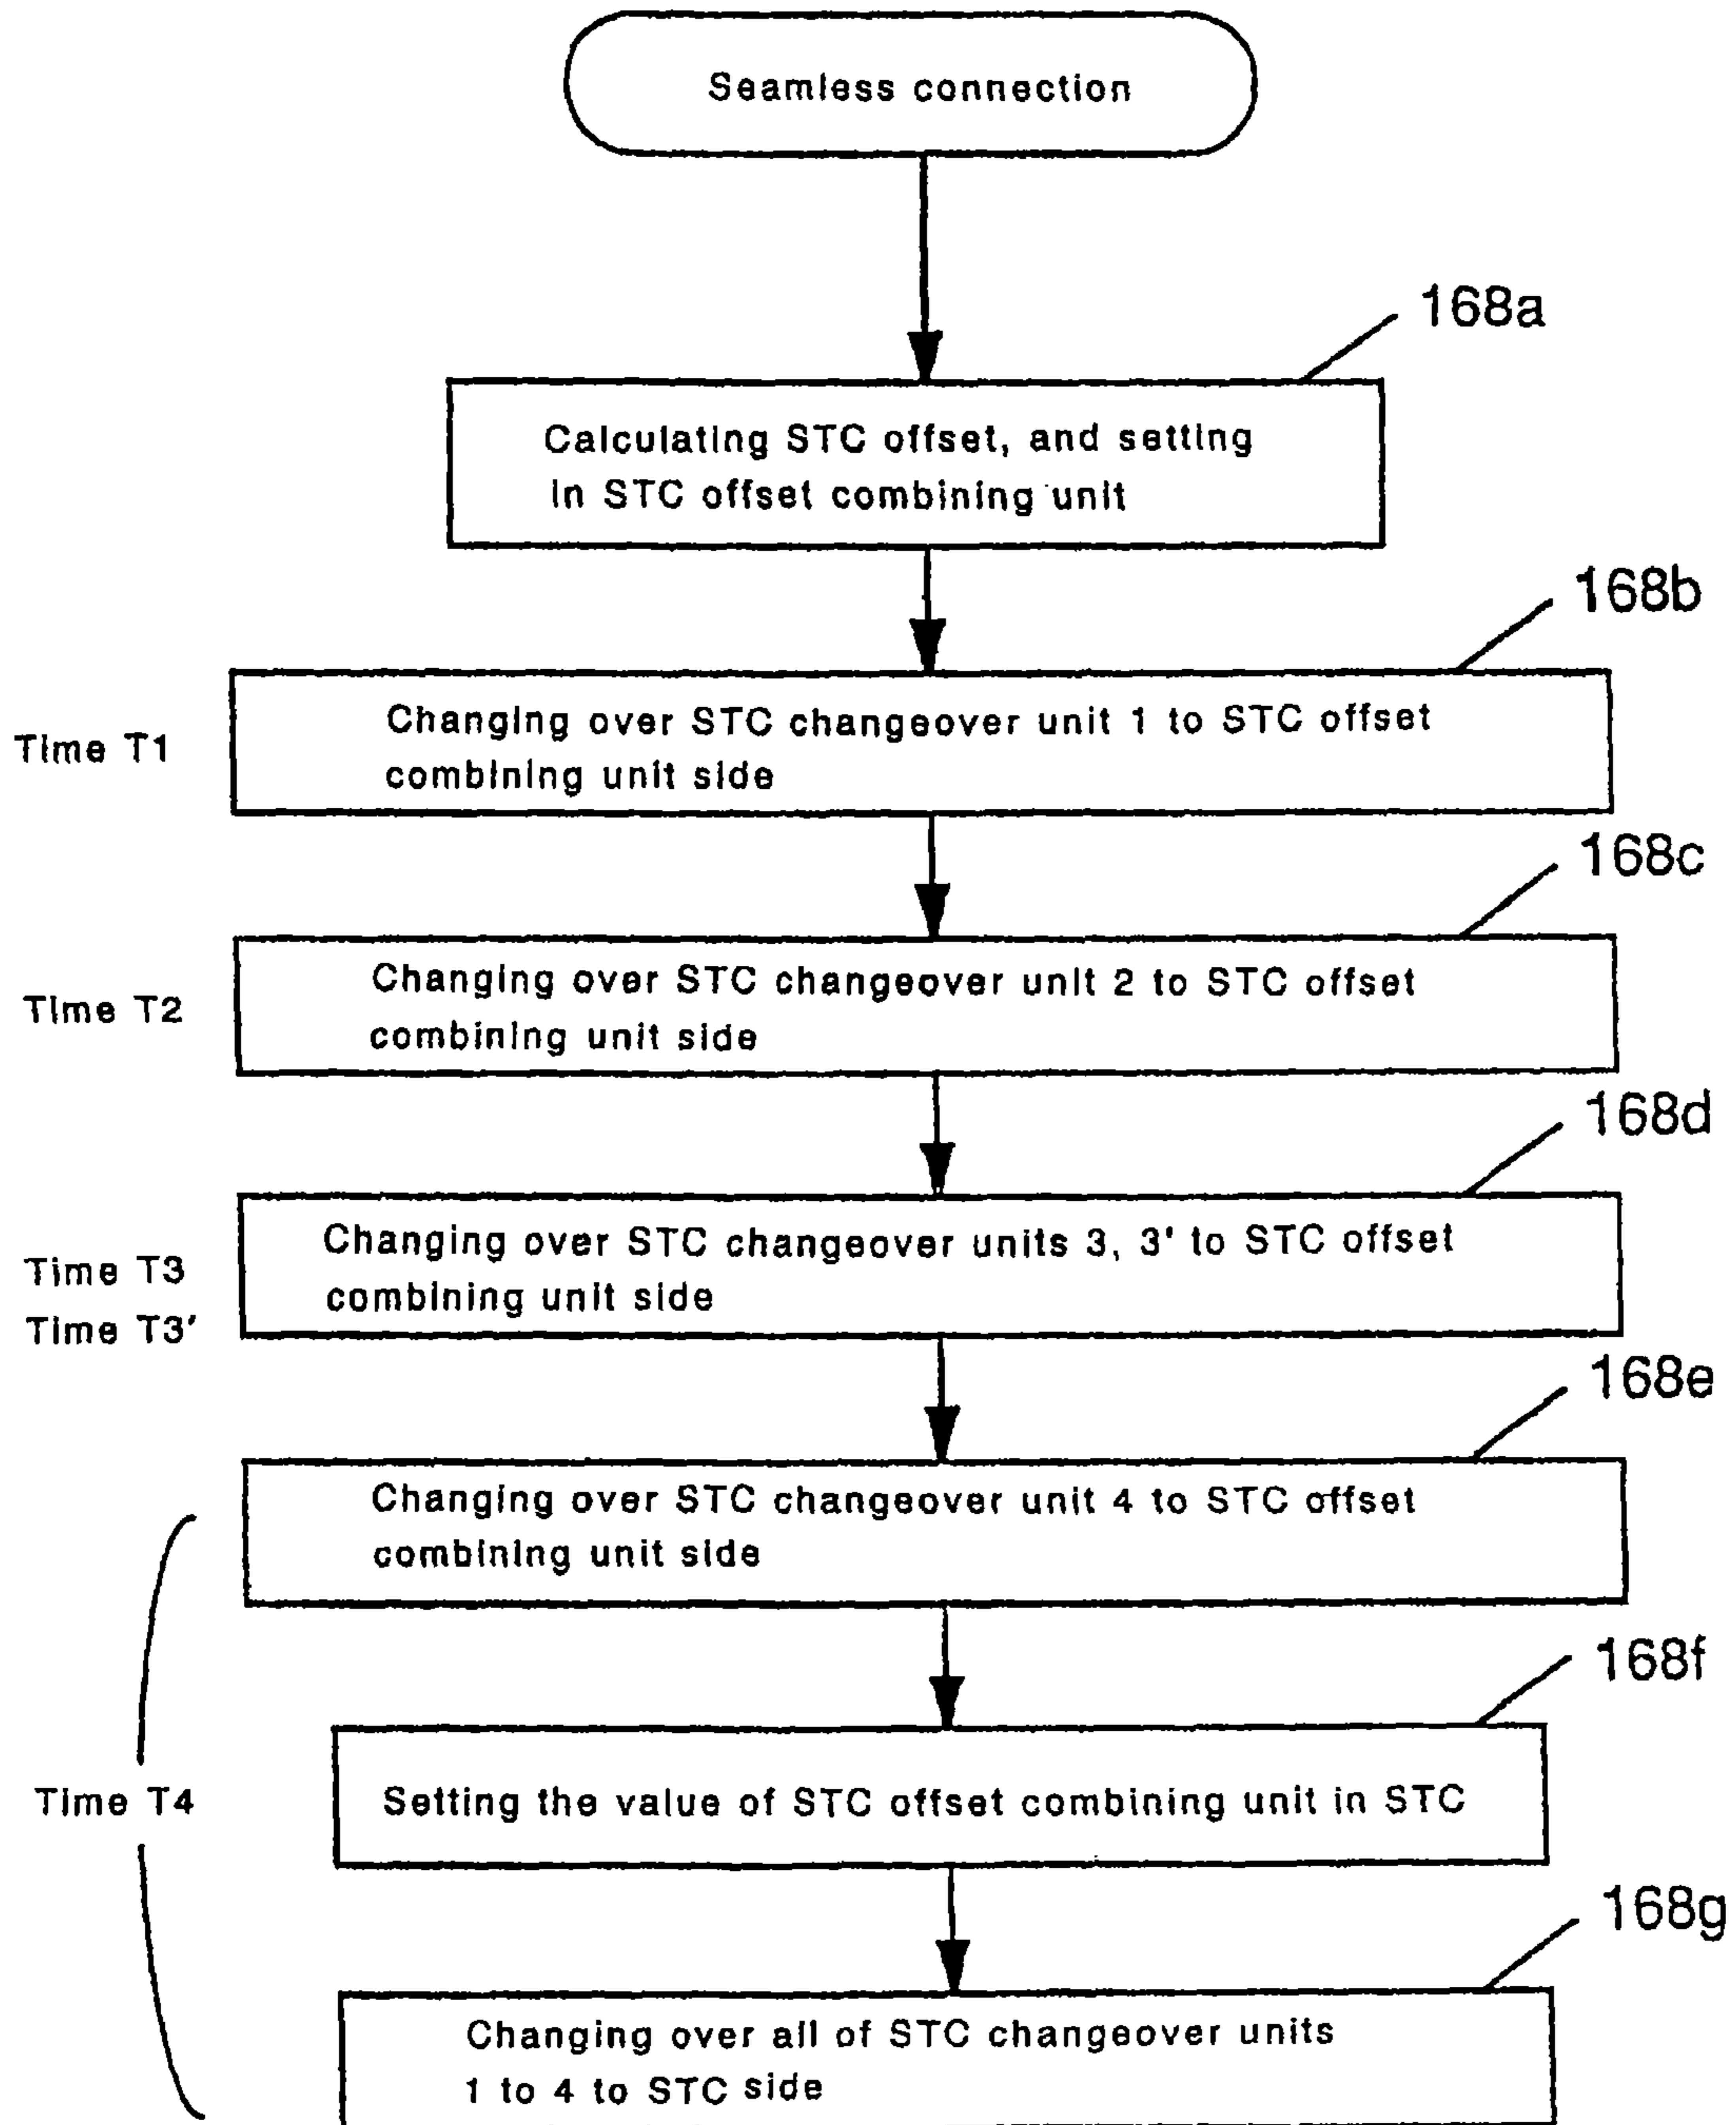 Seamless connection
168a
Calculating STC offset, and setting
in STC offset combining unit
168b
Time T1
Changing over STC changeover unit 1 to STC offset
combining unit side
168c
Time T2
Changing over STC changeover unit 2 to STC offset
combining unit side
168d
Time T3
Time T3'
Changing over STC changeover units 3, 3' to STC offset
combining unit side
168e
Changing over STC changeover unit 4 to STC offset
combining unit side
168f
Time T4
Setting the value of STC offset combining unit in STC
168g
Changing over all of STC changeover units
1 to 4 to STC side